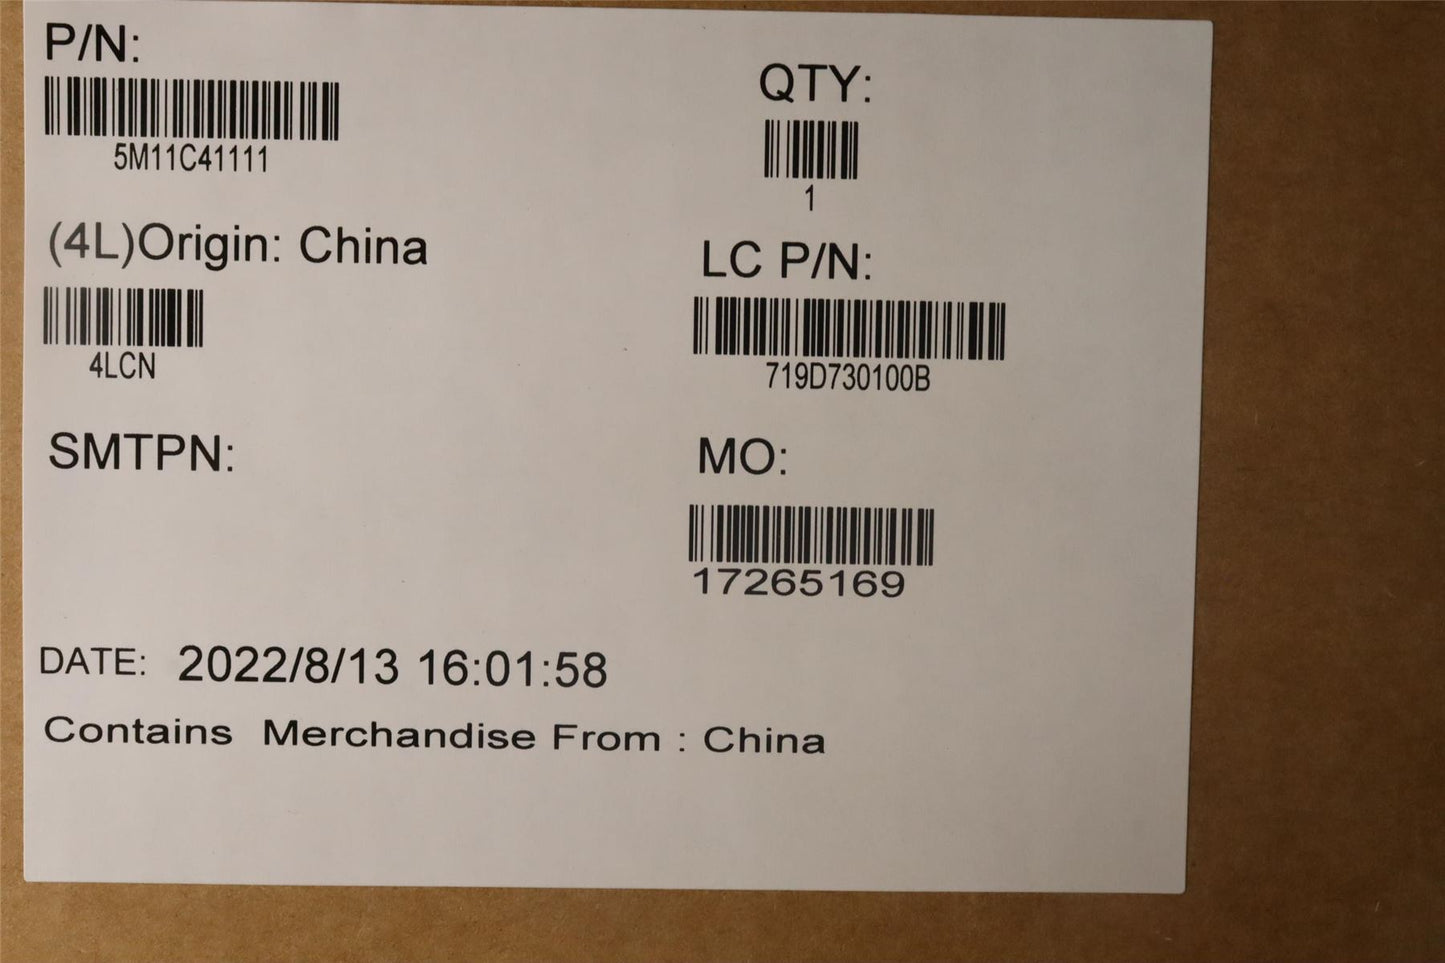 P/N:
5M11C41111
QTY:
1
(4L)Origin: China
4LCN
LC P/N:
719D730100B
SMTPN:
MO:
17265169
DATE: 2022/8/13 16:01:58
Contains Merchandise From : China